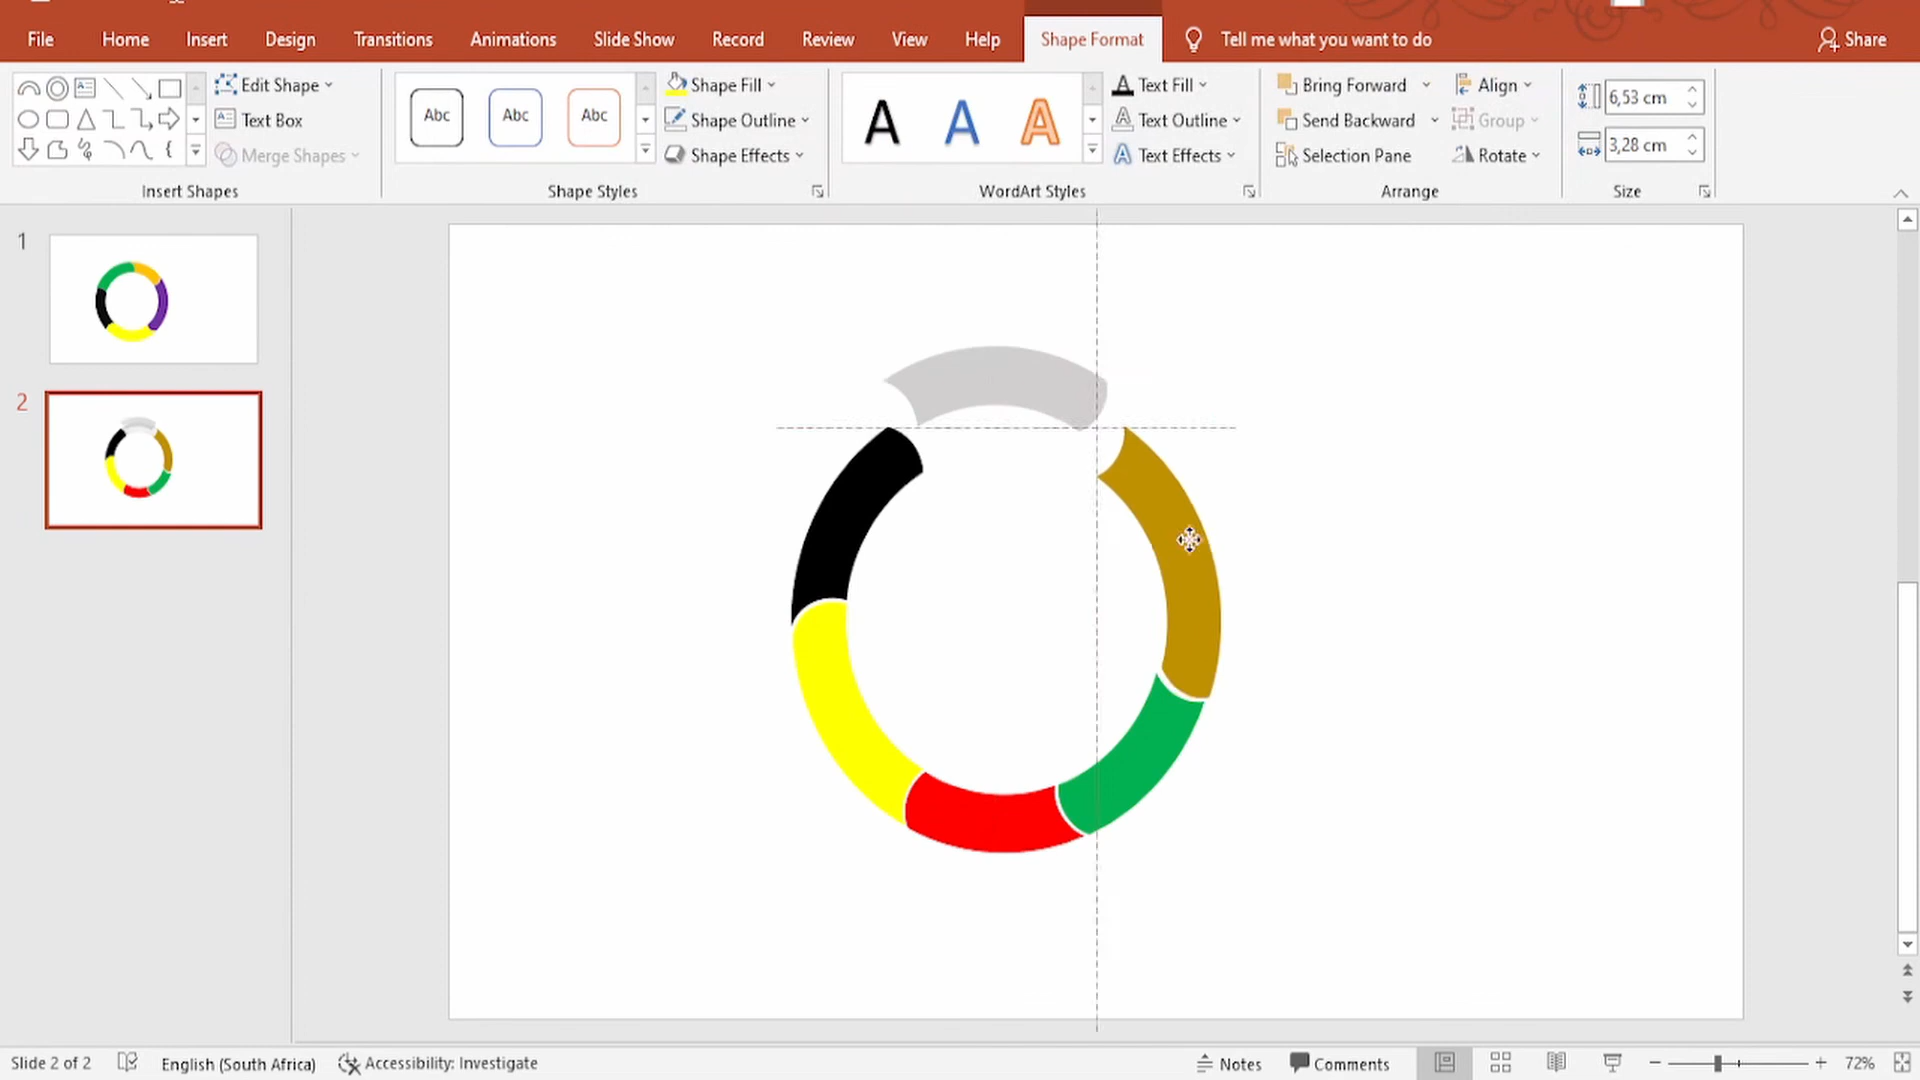 File Home Insert Design Transitions Animations Slide Show Record Review View Help Shape Format Tell me what you want to do Share
Edit Shape
Text Box
Merge Shapes
Insert Shapes
Abc Abc Abc
Shape Fill
Shape Outline
Shape Effects
Shape Styles
A A A
Text Fill
Text Outline
Text Effects
WordArt Styles
Bring Forward
Send Backward
Selection Pane
Align
Group
Rotate
Arrange
6,53 cm
3,28 cm
Size
1
2
Slide 2 of 2 English (South Africa) Accessibility: Investigate Notes Comments 72%